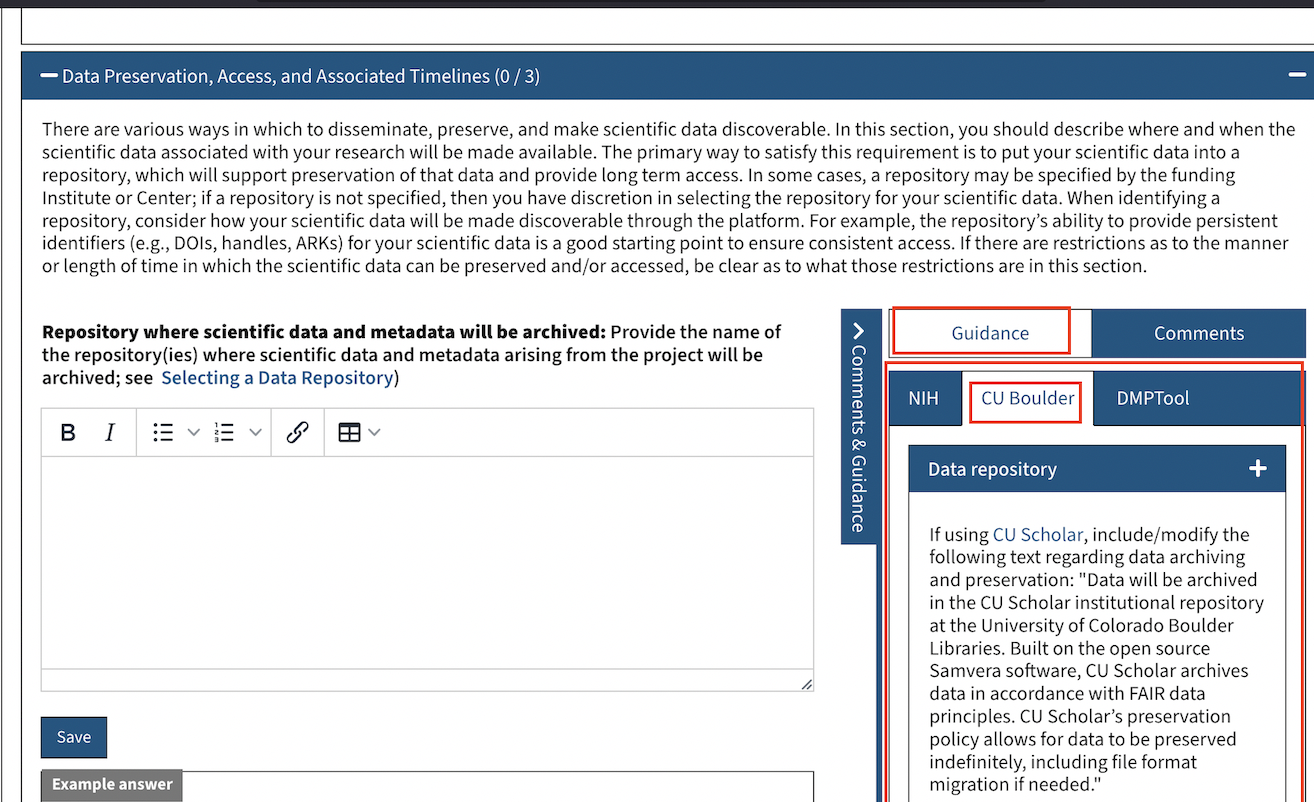 Data Preservation, Access, and Associated Timelines (0 / 3)
There are various ways in which to disseminate, preserve, and make scientific data discoverable. In this section, you should describe where and when the
scientific data associated with your research will be made available. The primary way to satisfy this requirement is to put your scientific data into a
repository, which will support preservation of that data and provide long term access. In some cases, a repository may be specified by the funding
Institute or Center; if a repository is not specified, then you have discretion in selecting the repository for your scientific data. When identifying a
repository, consider how your scientific data will be made discoverable through the platform. For example, the repository’s ability to provide persistent
identifiers (e.g., DOIs, handles, ARKs) for your scientific data is a good starting point to ensure consistent access. If there are restrictions as to the manner
or length of time in which the scientific data can be preserved and/or accessed, be clear as to what those restrictions are in this section.
Repository where scientific data and metadata will be archived: Provide the name of
the repository(ies) where scientific data and metadata arising from the project will be
archived; see Selecting a Data Repository)
B I
1
2
3
Save
Example answer
Comments & Guidance
Guidance
Comments
NIH
CU Boulder
DMPTool
Data repository
If using CU Scholar, include/modify the
following text regarding data archiving
and preservation: "Data will be archived
in the CU Scholar institutional repository
at the University of Colorado Boulder
Libraries. Built on the open source
Samvera software, CU Scholar archives
data in accordance with FAIR data
principles. CU Scholar’s preservation
policy allows for data to be preserved
indefinitely, including file format
migration if needed."